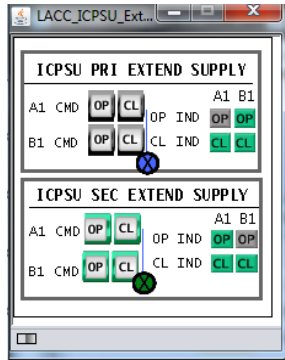 LACC_ICPSU_Ext...
ICPSU PRI EXTEND SUPPLY
A1 B1
A1 CMD OP CL
OP IND OP OP
B1 CMD OP CL
CL IND CL CL
X
ICPSU SEC EXTEND SUPPLY
A1 B1
A1 CMD OP CL
OP IND OP OP
B1 CMD OP CL
CL IND CL CL
X